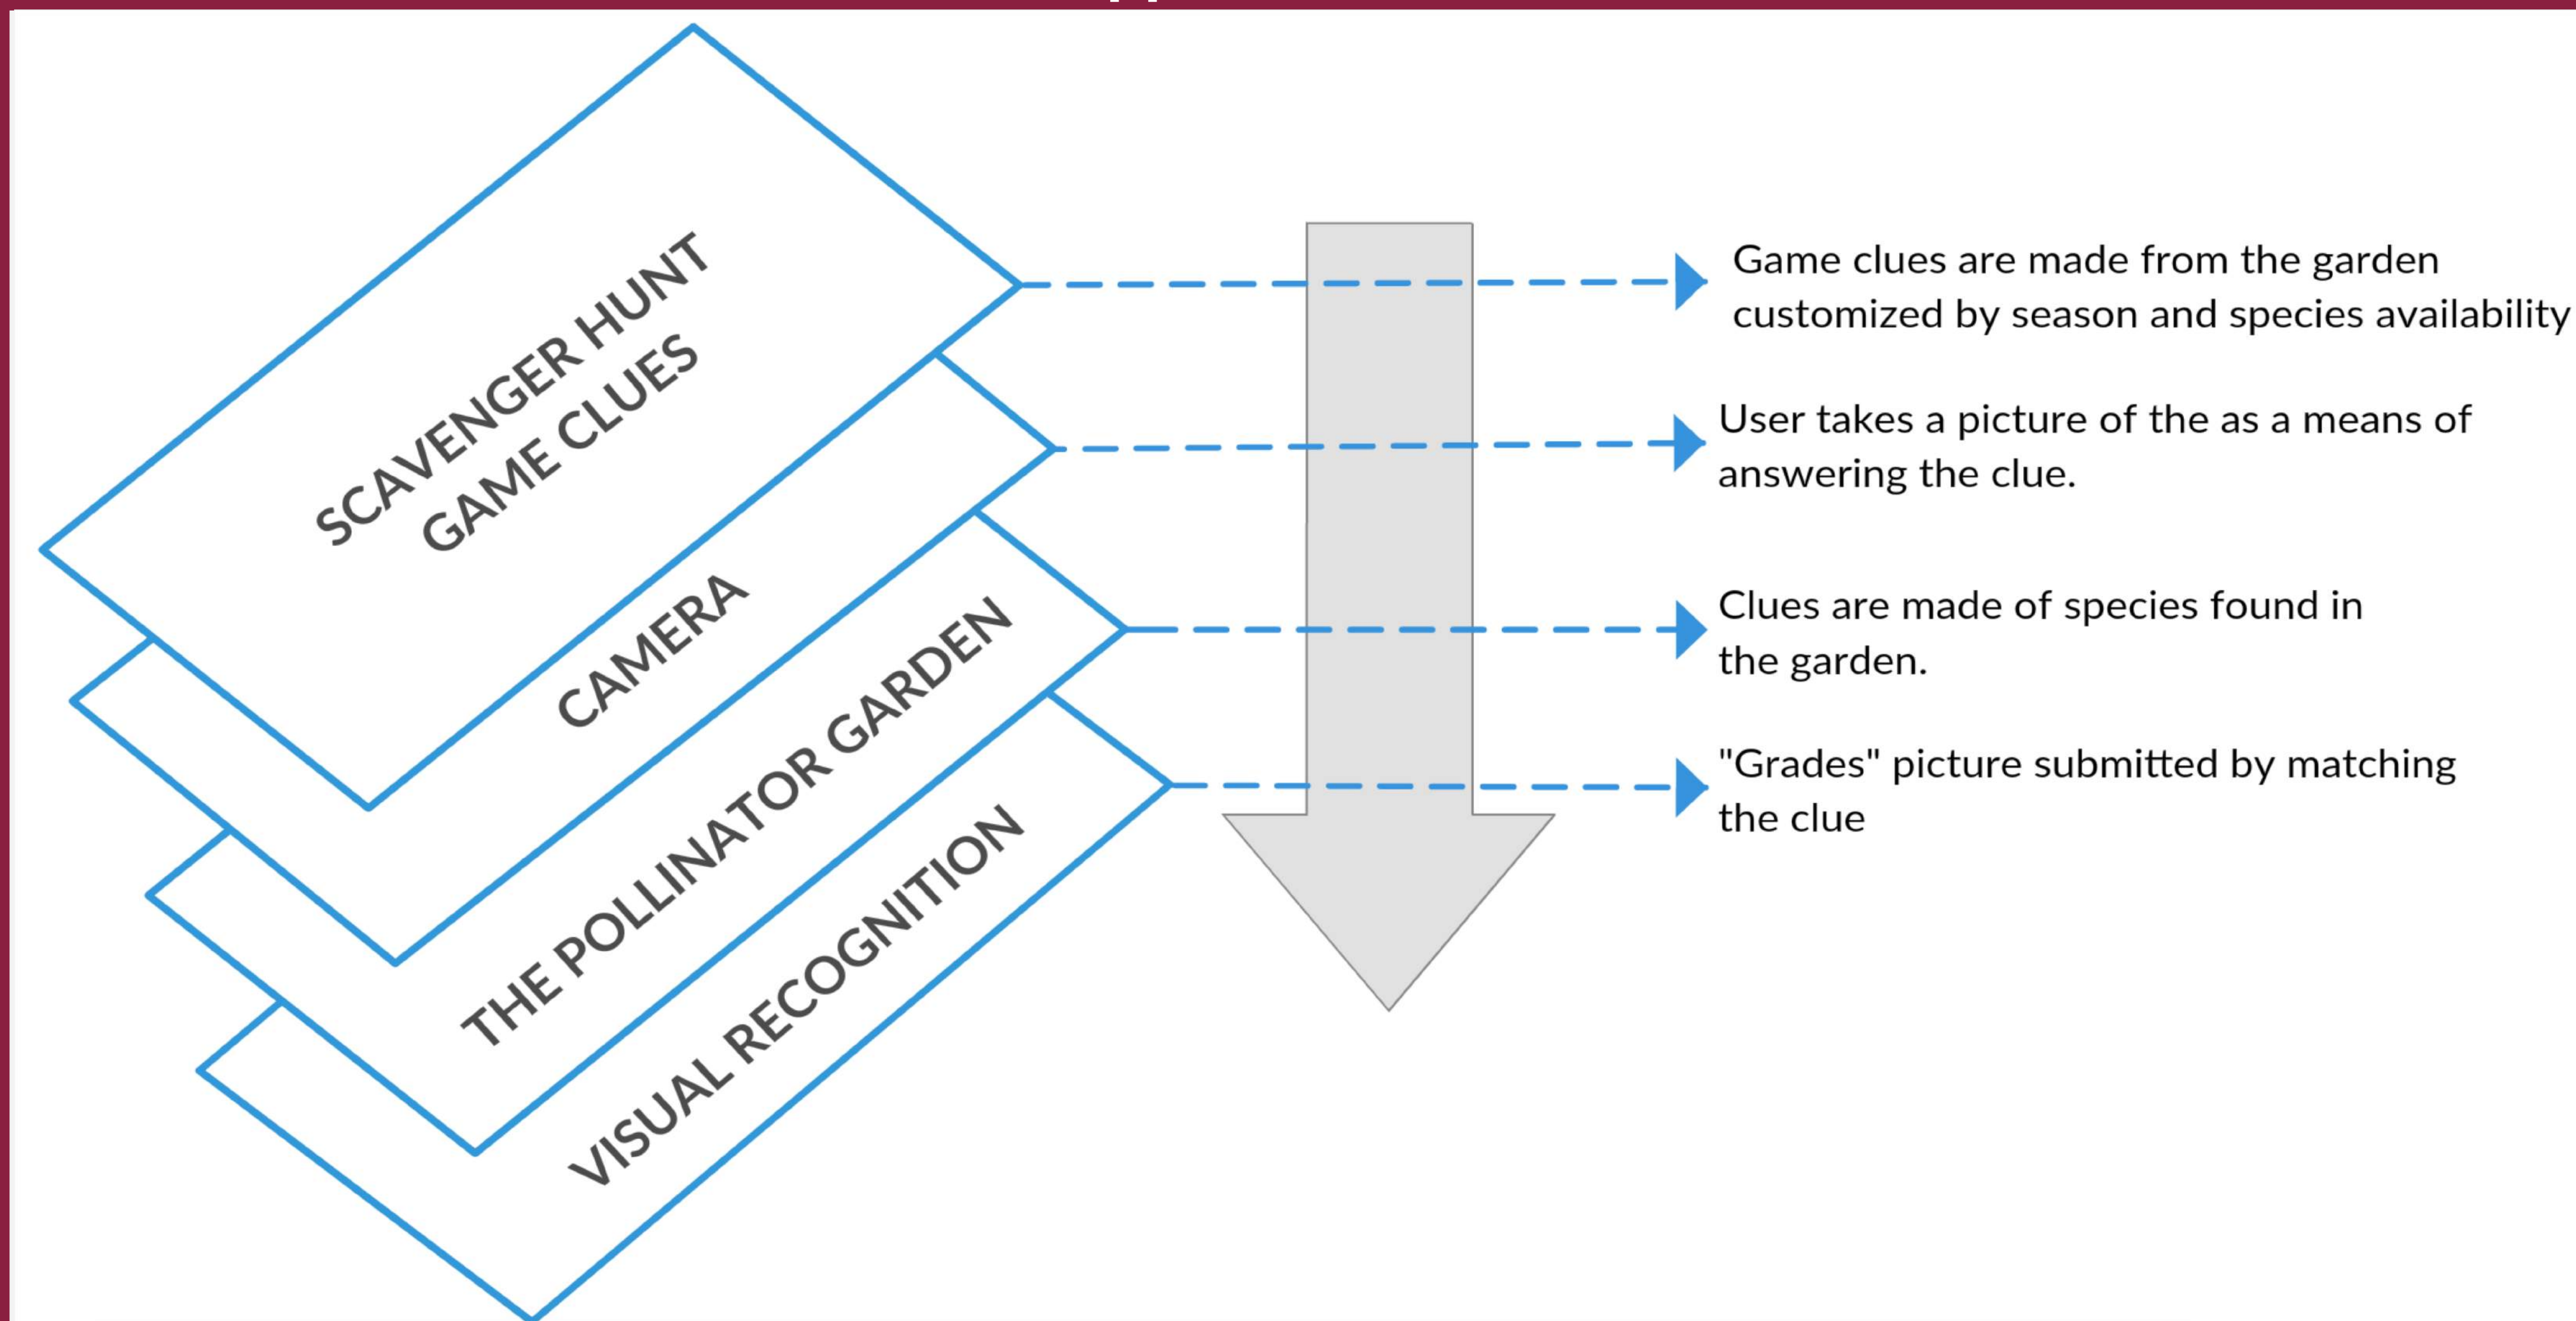 SCAVENGER HUNT
GAME CLUES
CAMERA
THE POLLINATOR GARDEN
VISUAL RECOGNITION
Game clues are made from the garden
customized by season and species availability
User takes a picture of the as a means of
answering the clue.
Clues are made of species found in
the garden.
"Grades" picture submitted by matching
the clue